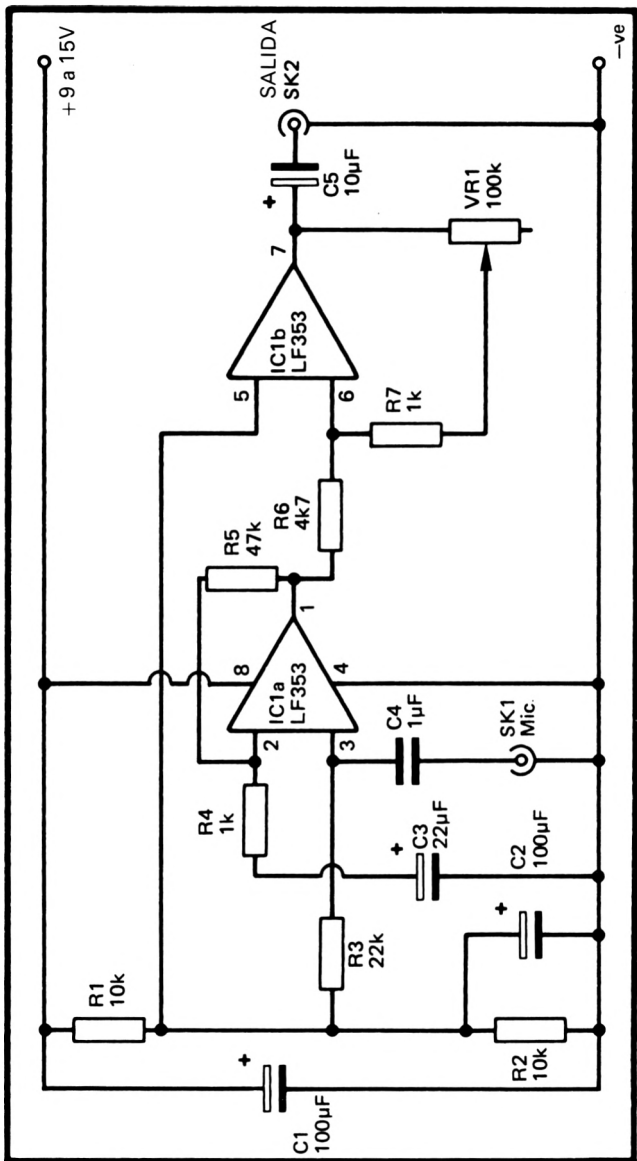 +9 a 15V
SALIDA
SK2
–ve
C5
10µF
VR1
100k
+
7
IC1b
LF353
5
6
R7
1k
R6
4k7
R5
47k
1
8
IC1a
LF353
4
2
3
C4
1µF
SK1
Mic.
R4
1k
+
C3
22µF
C2
100µF
+
R3
22k
R1
10k
R2
10k
+
C1
100µF